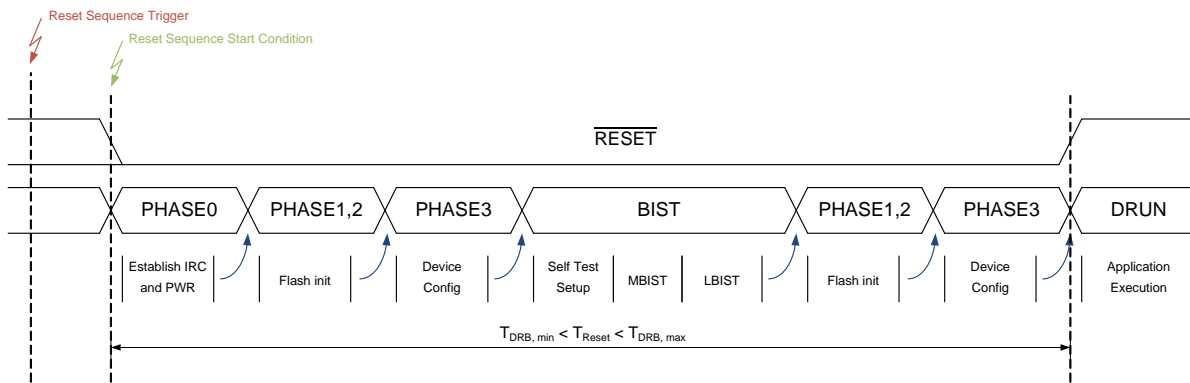 Reset Sequence Trigger
Reset Sequence Start Condition
RESET
PHASE0
PHASE1,2
PHASE3
BIST
PHASE1,2
PHASE3
DRUN
Establish IRC
and PWR
Flash init
Device
Config
Self Test
Setup
MBIST
LBIST
Flash init
Device
Config
Application
Execution
TDRB, min < TReset < TDRB, max